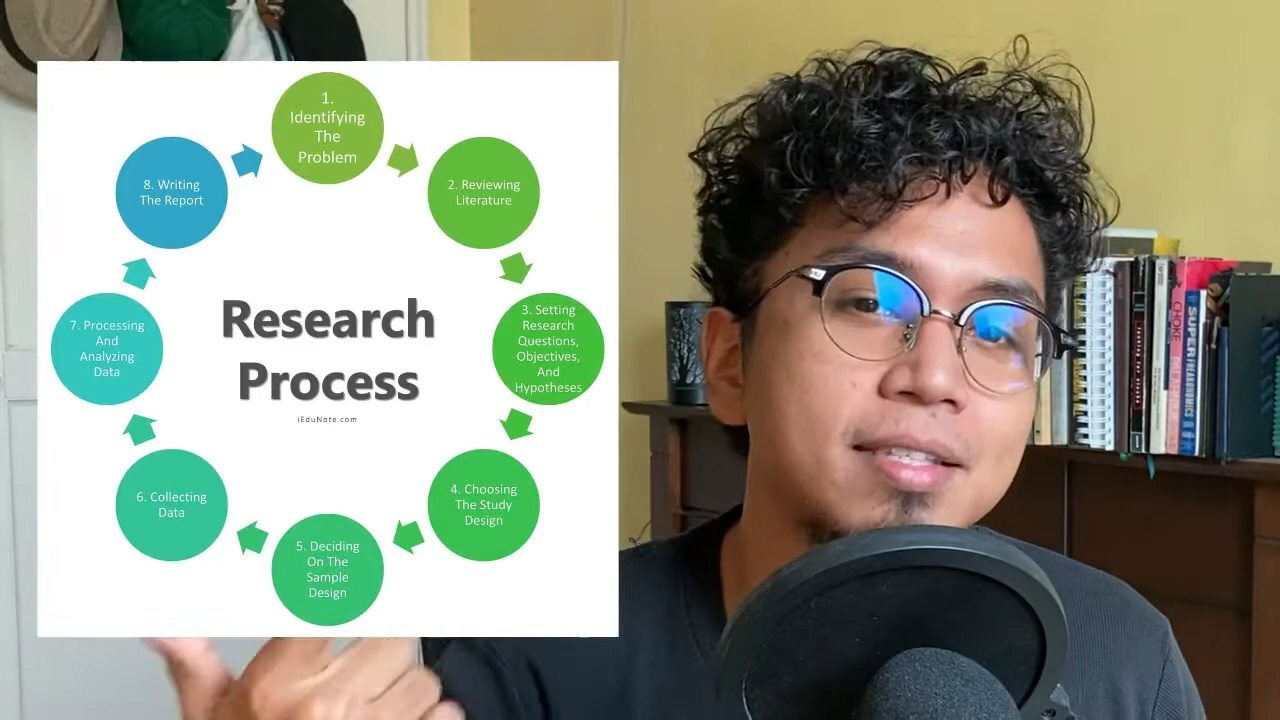 1.
Identifying
The
Problem
2. Reviewing
Literature
3. Setting
Research
Questions,
Objectives,
And
Hypotheses
4. Choosing
The Study
Design
5. Deciding
On The
Sample
Design
6. Collecting
Data
7. Processing
And
Analyzing
Data
8. Writing
The Report
Research
Process
iEduNote.com
CHOKE
SUPERFREAKONOMICS